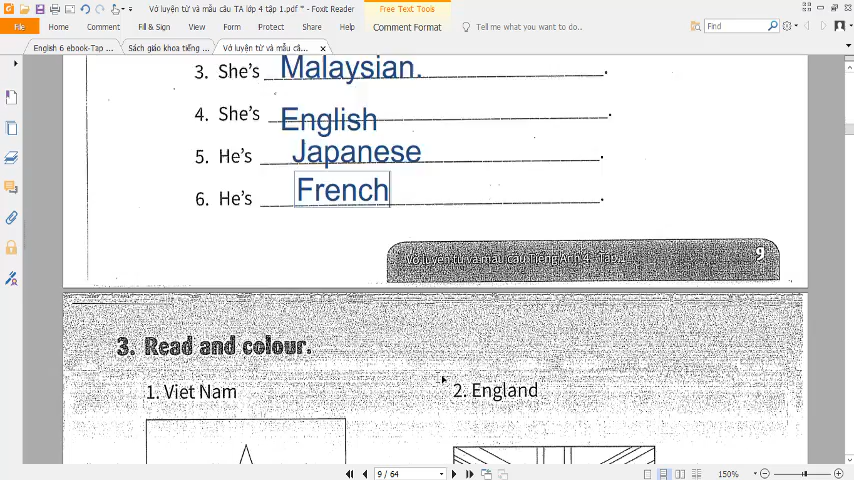 Vở luyện từ và mẫu câu TA lớp 4 tập 1.pdf * - Foxit Reader
Free Text Tools
File Home Comment Fill & Sign View Form Protect Share Help Comment Format Tell me what you want to do... Find
English 6 ebook-Tap ... Sách giáo khoa tiếng ... Vở luyện từ và mẫu câ...
3. She's Malaysian. .
4. She's English .
5. He's Japanese .
6. He's French .
Vở luyện từ và mẫu câu Tiếng Anh 4 - Tập 1 9
3. Read and colour.
1. Viet Nam 2. England
9 / 64 150%